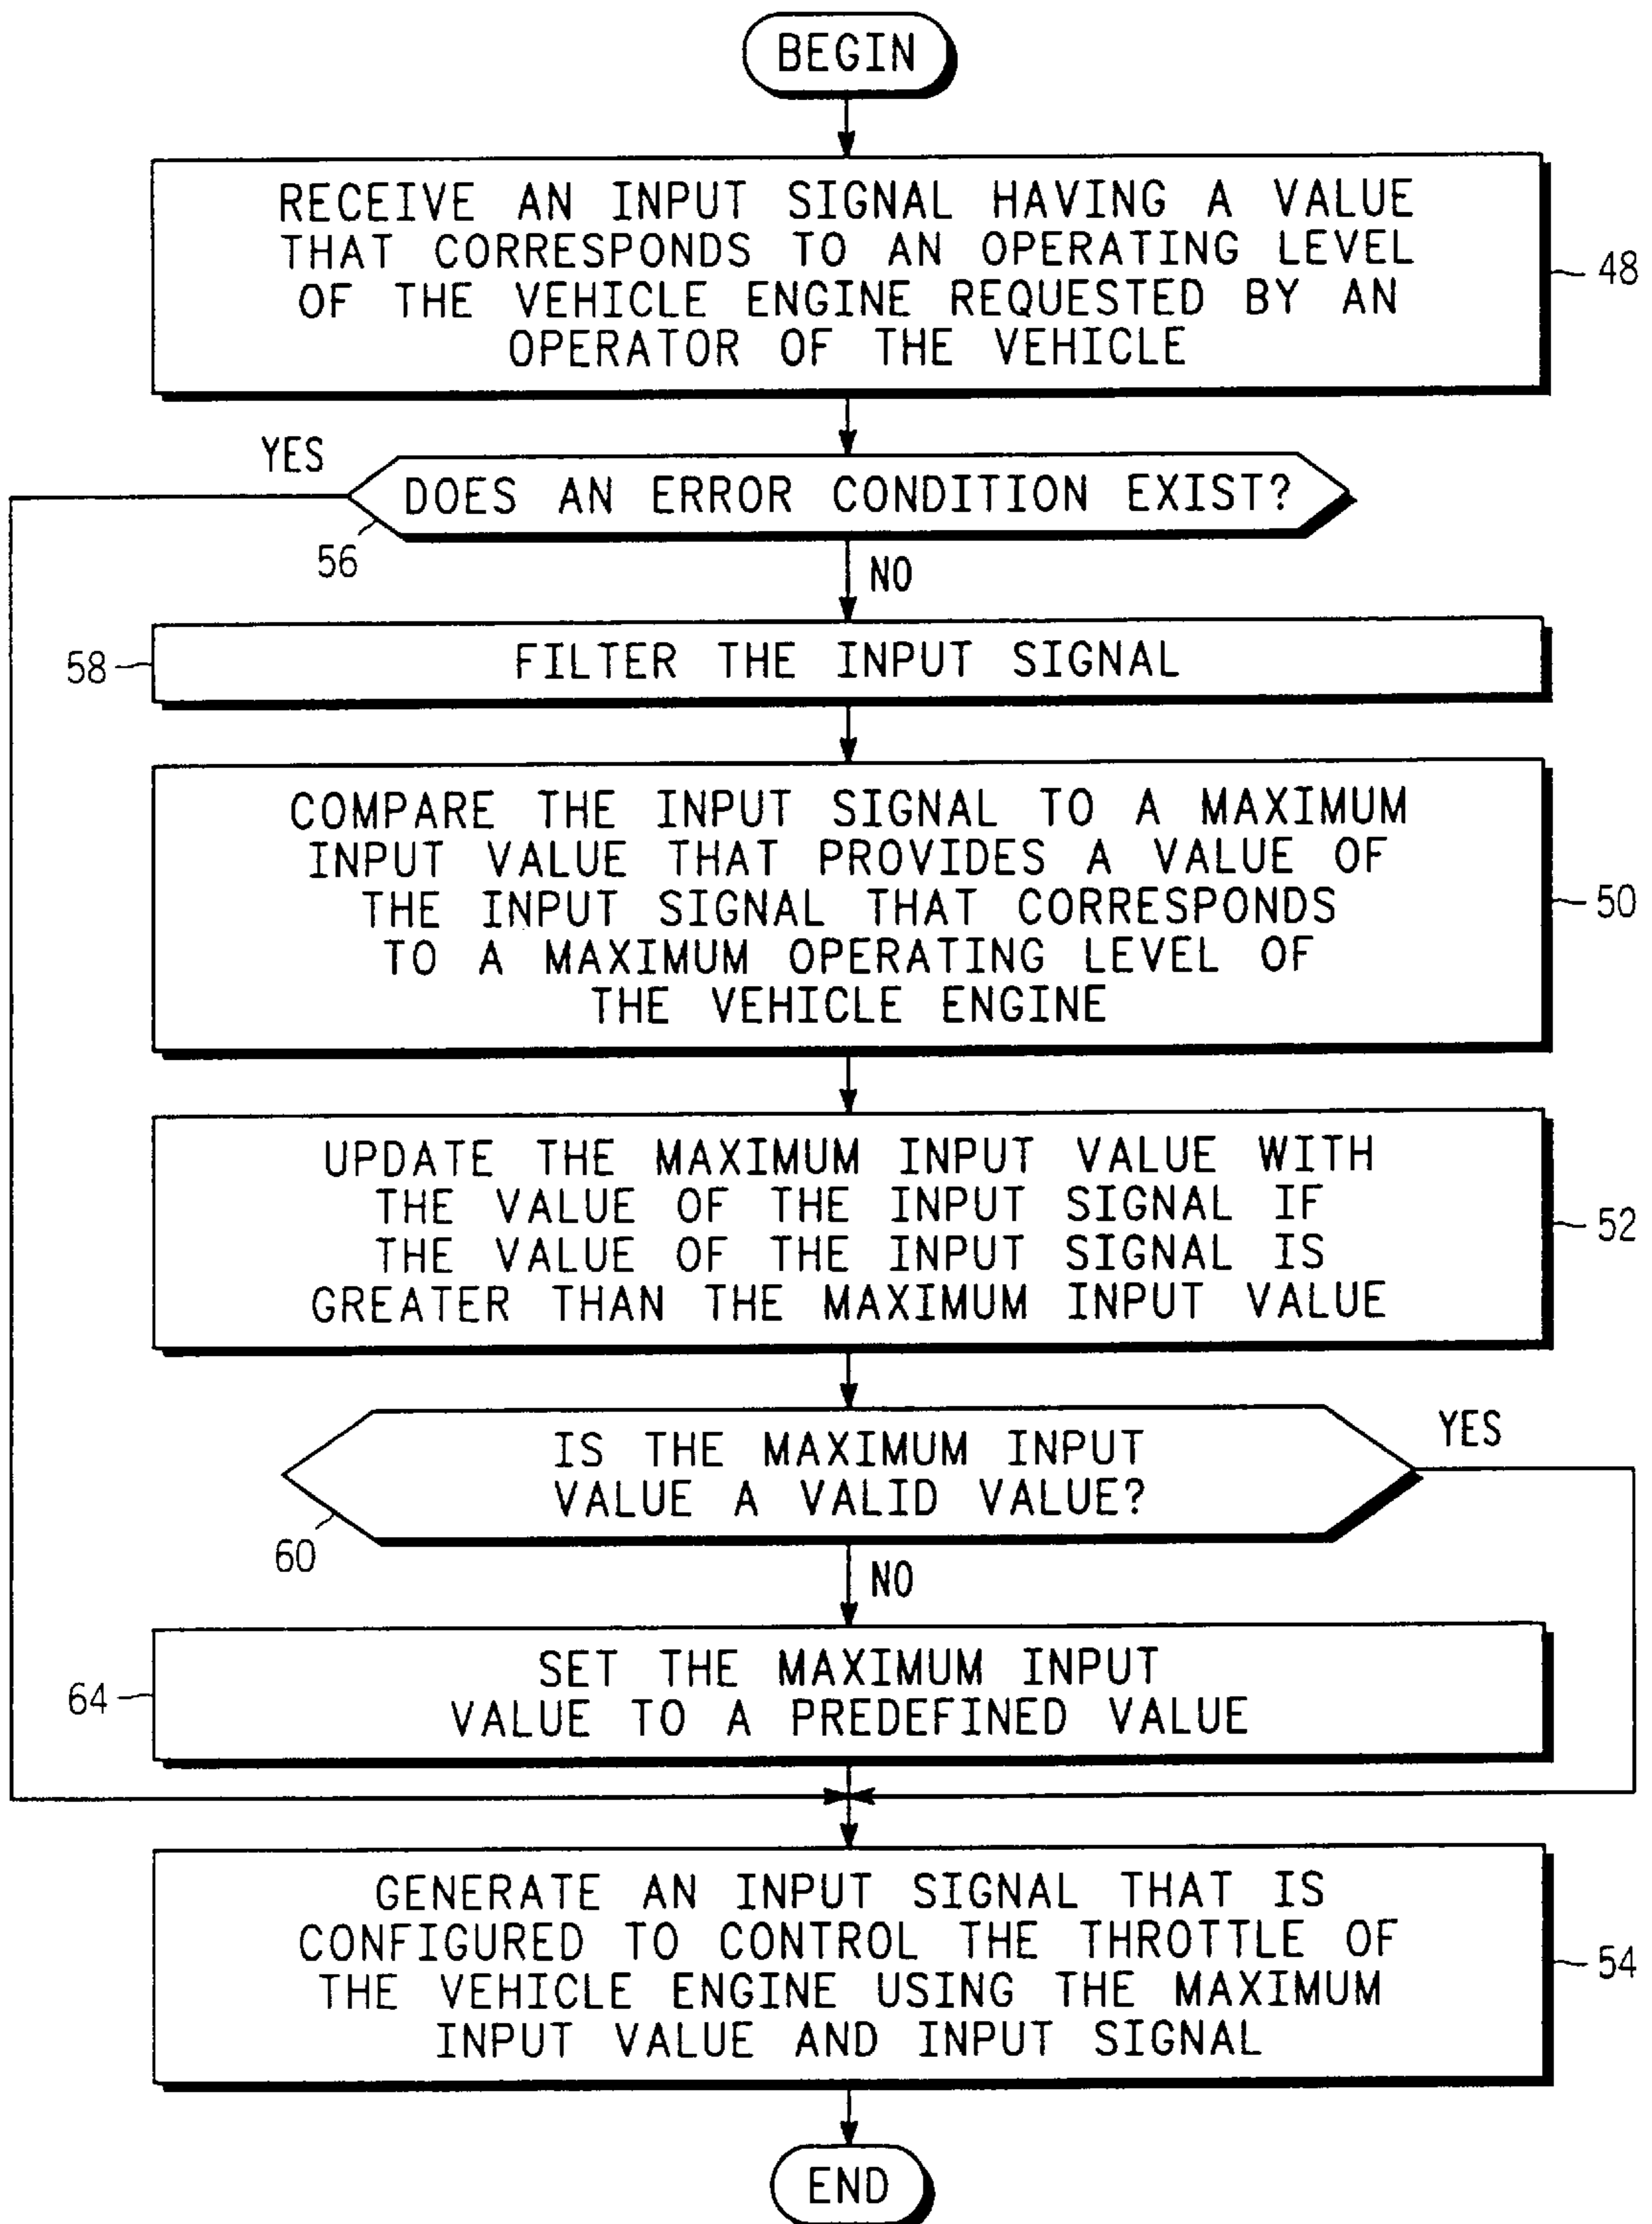 BEGIN
RECEIVE AN INPUT SIGNAL HAVING A VALUE
THAT CORRESPONDS TO AN OPERATING LEVEL
OF THE VEHICLE ENGINE REQUESTED BY AN
OPERATOR OF THE VEHICLE
48
YES
DOES AN ERROR CONDITION EXIST?
56
NO
58
FILTER THE INPUT SIGNAL
COMPARE THE INPUT SIGNAL TO A MAXIMUM
INPUT VALUE THAT PROVIDES A VALUE OF
THE INPUT SIGNAL THAT CORRESPONDS
TO A MAXIMUM OPERATING LEVEL OF
THE VEHICLE ENGINE
50
UPDATE THE MAXIMUM INPUT VALUE WITH
THE VALUE OF THE INPUT SIGNAL IF
THE VALUE OF THE INPUT SIGNAL IS
GREATER THAN THE MAXIMUM INPUT VALUE
52
IS THE MAXIMUM INPUT
VALUE A VALID VALUE?
YES
60
NO
SET THE MAXIMUM INPUT
VALUE TO A PREDEFINED VALUE
64
GENERATE AN INPUT SIGNAL THAT IS
CONFIGURED TO CONTROL THE THROTTLE OF
THE VEHICLE ENGINE USING THE MAXIMUM
INPUT VALUE AND INPUT SIGNAL
54
END